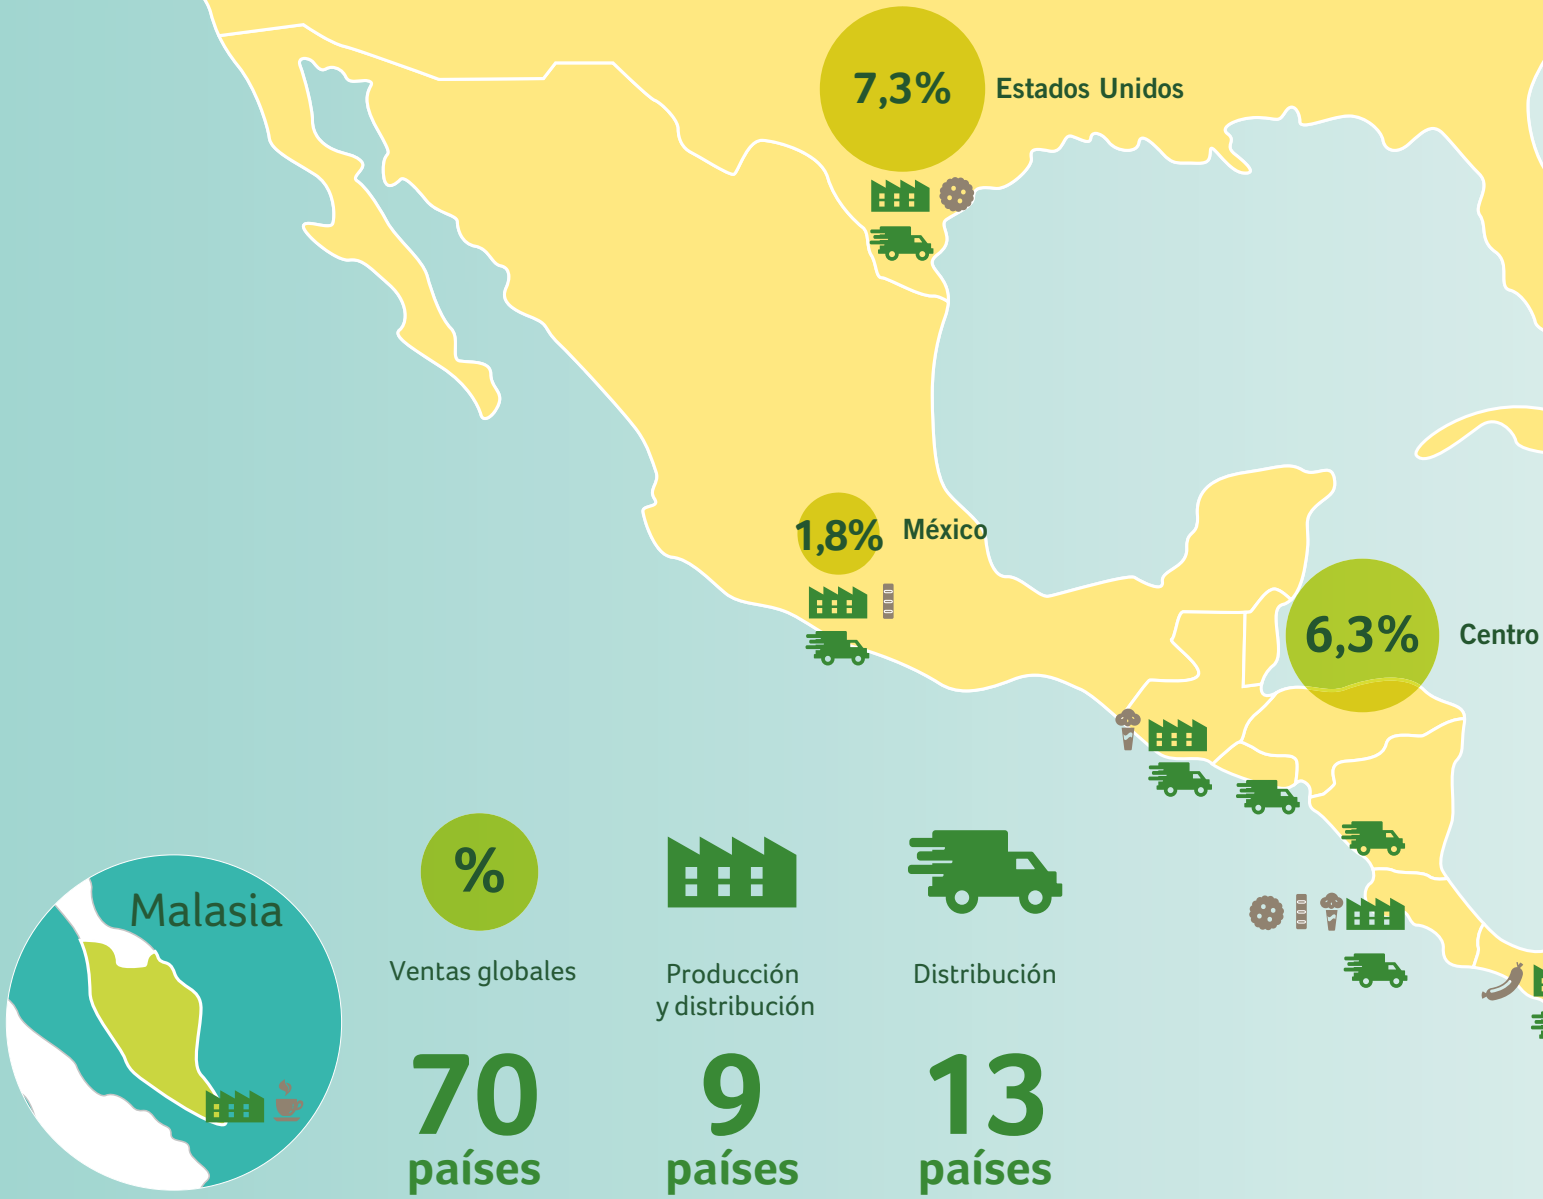 7,3%
Estados Unidos
1,8%
México
6,3%
Centro
Malasia
%
Ventas globales
70
países
Producción
y distribución
9
países
Distribución
13
países